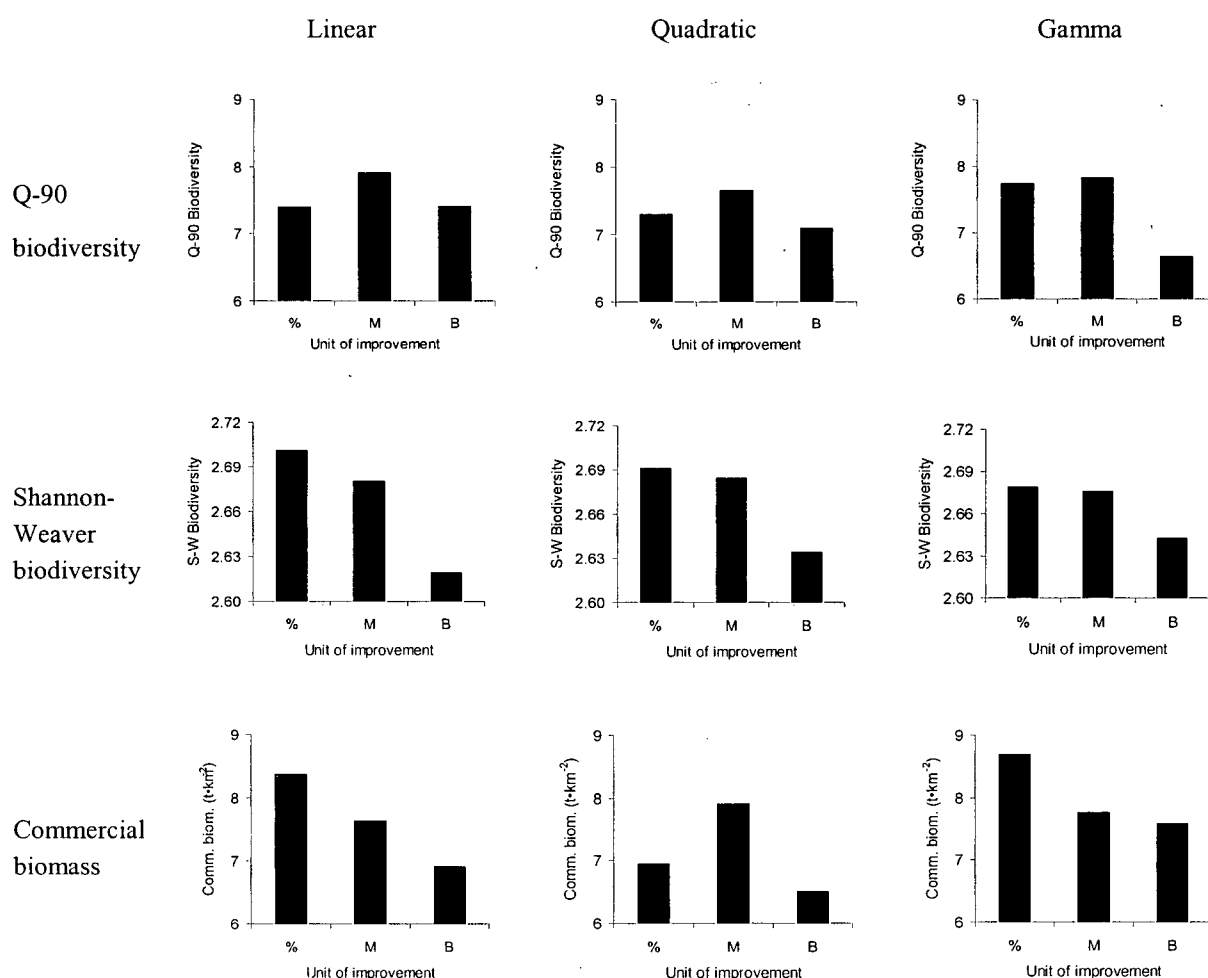 Linear
Quadratic
Gamma
Q-90
biodiversity
Q-90 Biodiversity
9
8
7
6
%
M
B
Unit of improvement
Q-90 Biodiversity
9
8
7
6
%
M
B
Unit of improvement
Q-90 Biodiversity
9
8
7
6
%
M
B
Unit of improvement
Shannon-
Weaver
biodiversity
S-W Biodiversity
2.72
2.69
2.66
2.63
2.60
%
M
B
Unit of improvement
S-W Biodiversity
2.72
2.69
2.66
2.63
2.60
%
M
B
Unit of improvement
S-W Biodiversity
2.72
2.69
2.66
2.63
2.60
%
M
B
Unit of improvement
Commercial
biomass
Comm. biom. (t•km²)
9
8
7
6
%
M
B
Unit of improvement
Comm. biom. (t•km⁻²)
9
8
7
6
%
M
B
Unit of improvement
Comm. biom. (t•km⁻²)
9
8
7
6
%
M
B
Unit of improvement